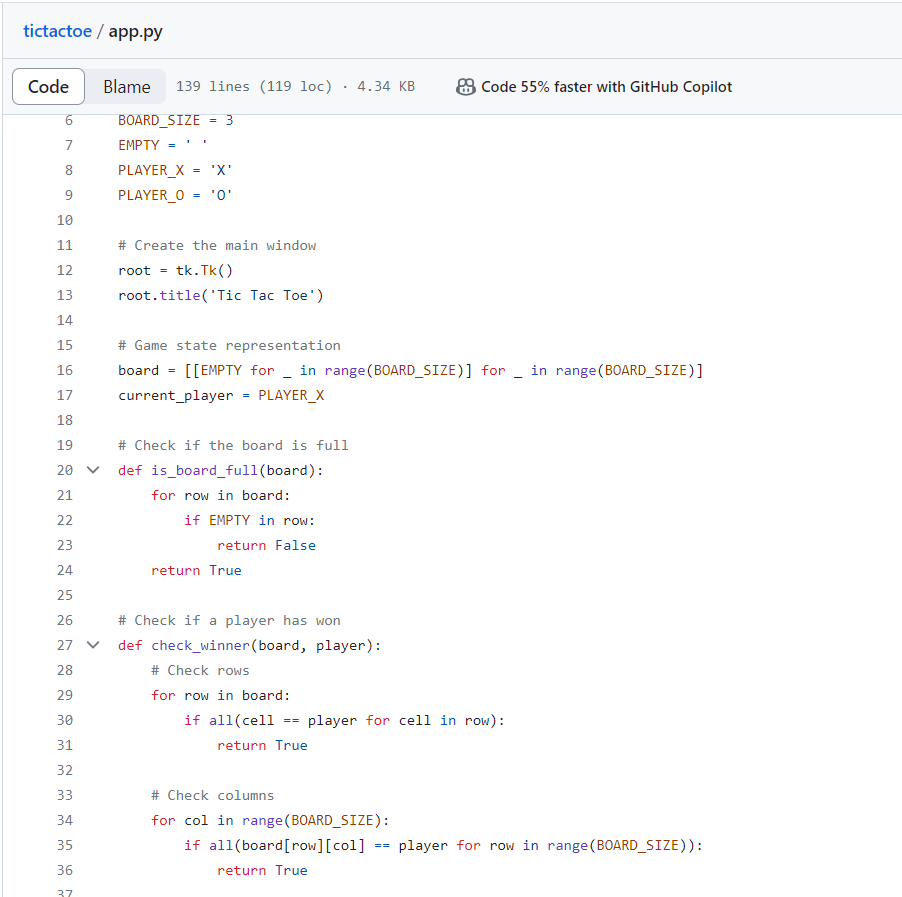 tictactoe / app.py
Code Blame 139 lines (119 loc) · 4.34 KB Code 55% faster with GitHub Copilot
6 BOARD_SIZE = 3
7 EMPTY = ' '
8 PLAYER_X = 'X'
9 PLAYER_O = 'O'
10
11 # Create the main window
12 root = tk.Tk()
13 root.title('Tic Tac Toe')
14
15 # Game state representation
16 board = [[EMPTY for _ in range(BOARD_SIZE)] for _ in range(BOARD_SIZE)]
17 current_player = PLAYER_X
18
19 # Check if the board is full
20 def is_board_full(board):
21     for row in board:
22         if EMPTY in row:
23             return False
24     return True
25
26 # Check if a player has won
27 def check_winner(board, player):
28     # Check rows
29     for row in board:
30         if all(cell == player for cell in row):
31             return True
32
33     # Check columns
34     for col in range(BOARD_SIZE):
35         if all(board[row][col] == player for row in range(BOARD_SIZE)):
36             return True
37